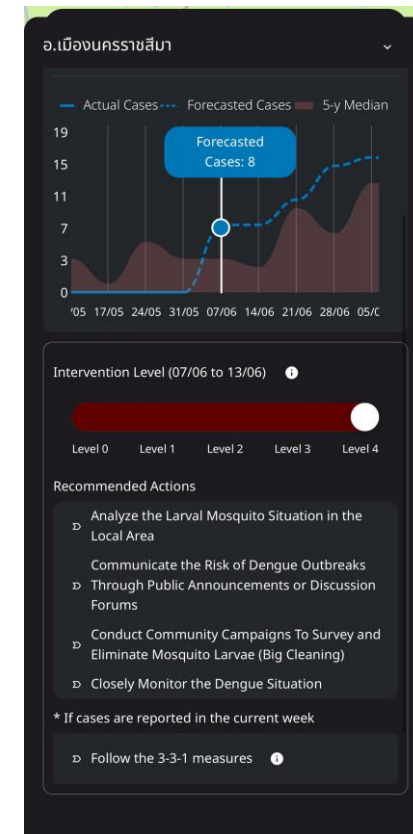 อ.เมืองนครราชสีมา
Actual Cases Forecasted Cases 5-y Median
19
15
11
7
3
0
Forecasted
Cases: 8
'05 17/05 24/05 31/05 07/06 14/06 21/06 28/06 05/0
Intervention Level (07/06 to 13/06)
Level 0 Level 1 Level 2 Level 3 Level 4
Recommended Actions
Analyze the Larval Mosquito Situation in the
Local Area
Communicate the Risk of Dengue Outbreaks
Through Public Announcements or Discussion
Forums
Conduct Community Campaigns To Survey and
Eliminate Mosquito Larvae (Big Cleaning)
Closely Monitor the Dengue Situation
* If cases are reported in the current week
Follow the 3-3-1 measures